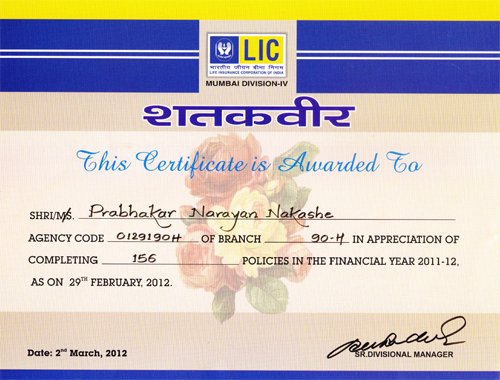 LIC
भारतीय जीवन बीमा निगम
LIFE INSURANCE CORPORATION OF INDIA
MUMBAI DIVISION-IV
शतकवीर
This Certificate is Awarded To
SHRI/MS. Prabhakar Narayan Nakashe
AGENCY CODE 0129190H OF BRANCH 90-H IN APPRECIATION OF
COMPLETING 156 POLICIES IN THE FINANCIAL YEAR 2011-12,
AS ON 29TH FEBRUARY, 2012.
Date: 2nd March, 2012
SR.DIVISIONAL MANAGER